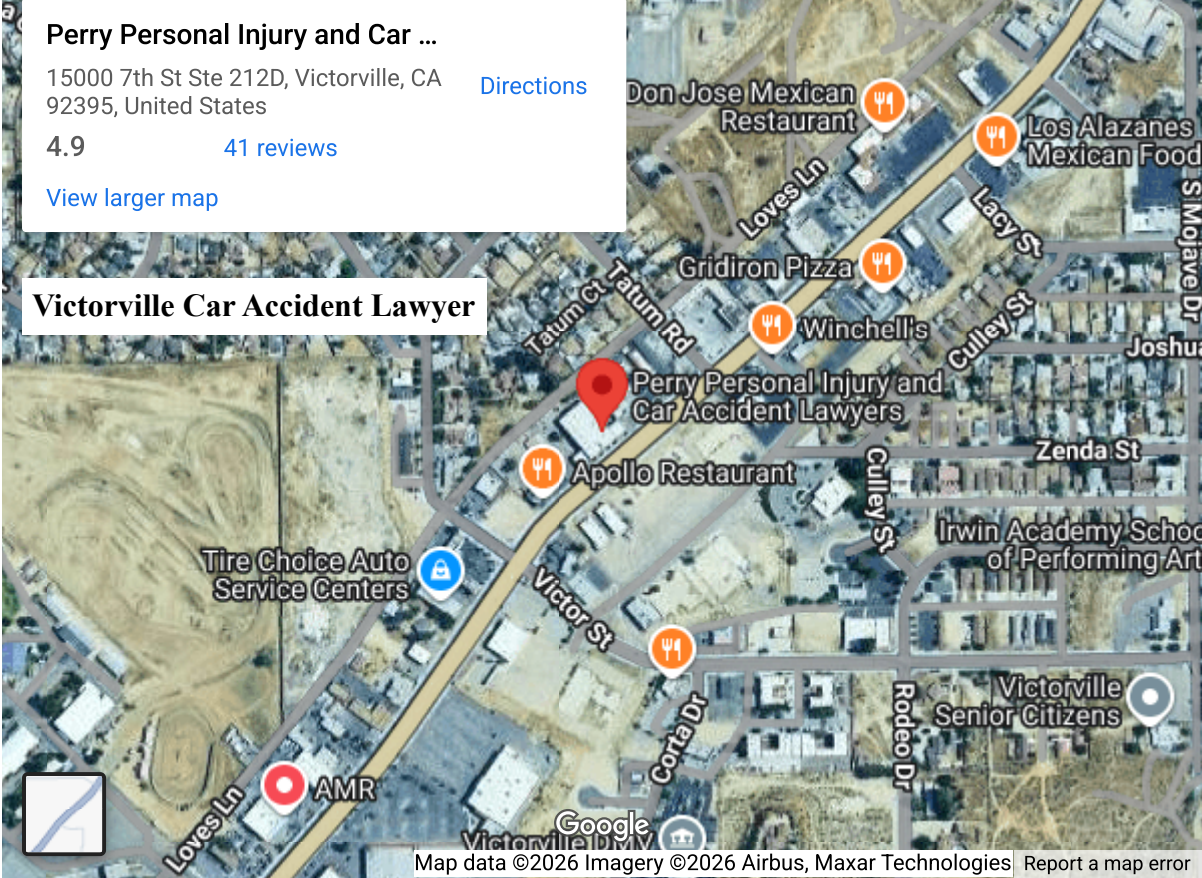 Perry Personal Injury and Car ...
15000 7th St Ste 212D, Victorville, CA
92395, United States
Directions
4.9
41 reviews
View larger map
Victorville Car Accident Lawyer
Don Jose Mexican
Restaurant
Los Alazanes
Mexican Food
Loves Ln
Lacy St
S Mojave Dr
Gridiron Pizza
Tatum Ct
Tatum Rd
Winchell's
Culley St
Joshua
Perry Personal Injury and
Car Accident Lawyers
Apollo Restaurant
Zenda St
Culley St
Irwin Academy Schoo
of Performing Art
Tire Choice Auto
Service Centers
Victor St
Victorville
Senior Citizens
Rodeo Dr
Corta Dr
AMR
Loves Ln
Google
Victorville DMV
Map data ©2026 Imagery ©2026 Airbus, Maxar Technologies
Report a map error